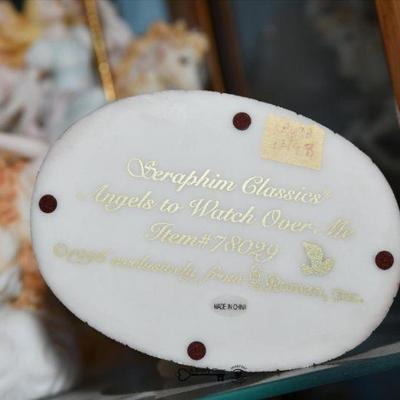 Seraphim Classics®
Angels to Watch Over Me
Item#78029
©1996 exclusively from Roman, Inc.
MADE IN CHINA